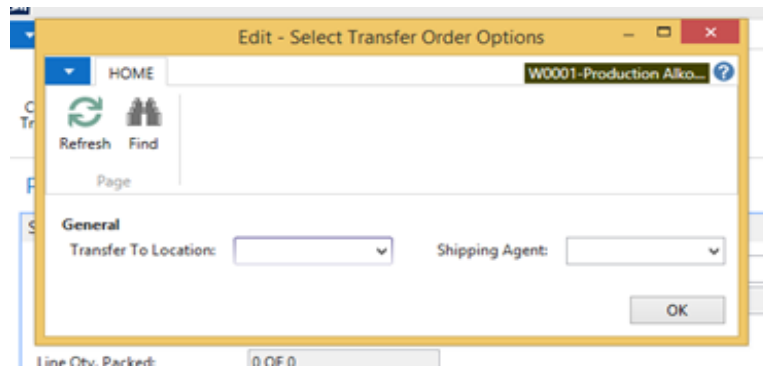 Edit - Select Transfer Order Options
HOME
W0001-Production Alko...
Refresh
Find
Page
General
Transfer To Location:
Shipping Agent:
OK
Line Qty. Packed:
0 OF 0